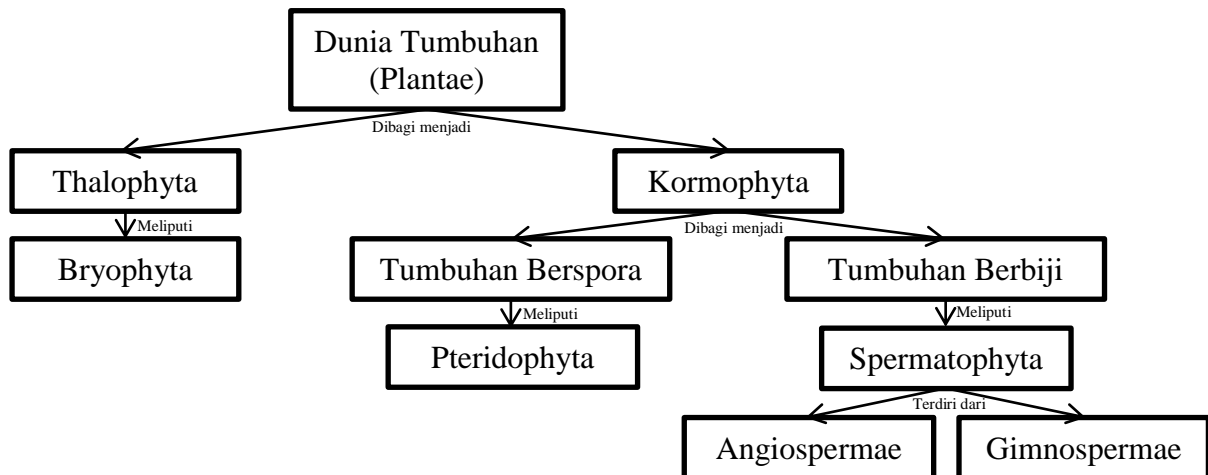 Dunia Tumbuhan
(Plantae)
Dibagi menjadi
Thalophyta
Kormophyta
Meliputi
Dibagi menjadi
Bryophyta
Tumbuhan Berspora
Tumbuhan Berbiji
Meliputi
Meliputi
Pteridophyta
Spermatophyta
Terdiri dari
Angiospermae
Gimnospermae